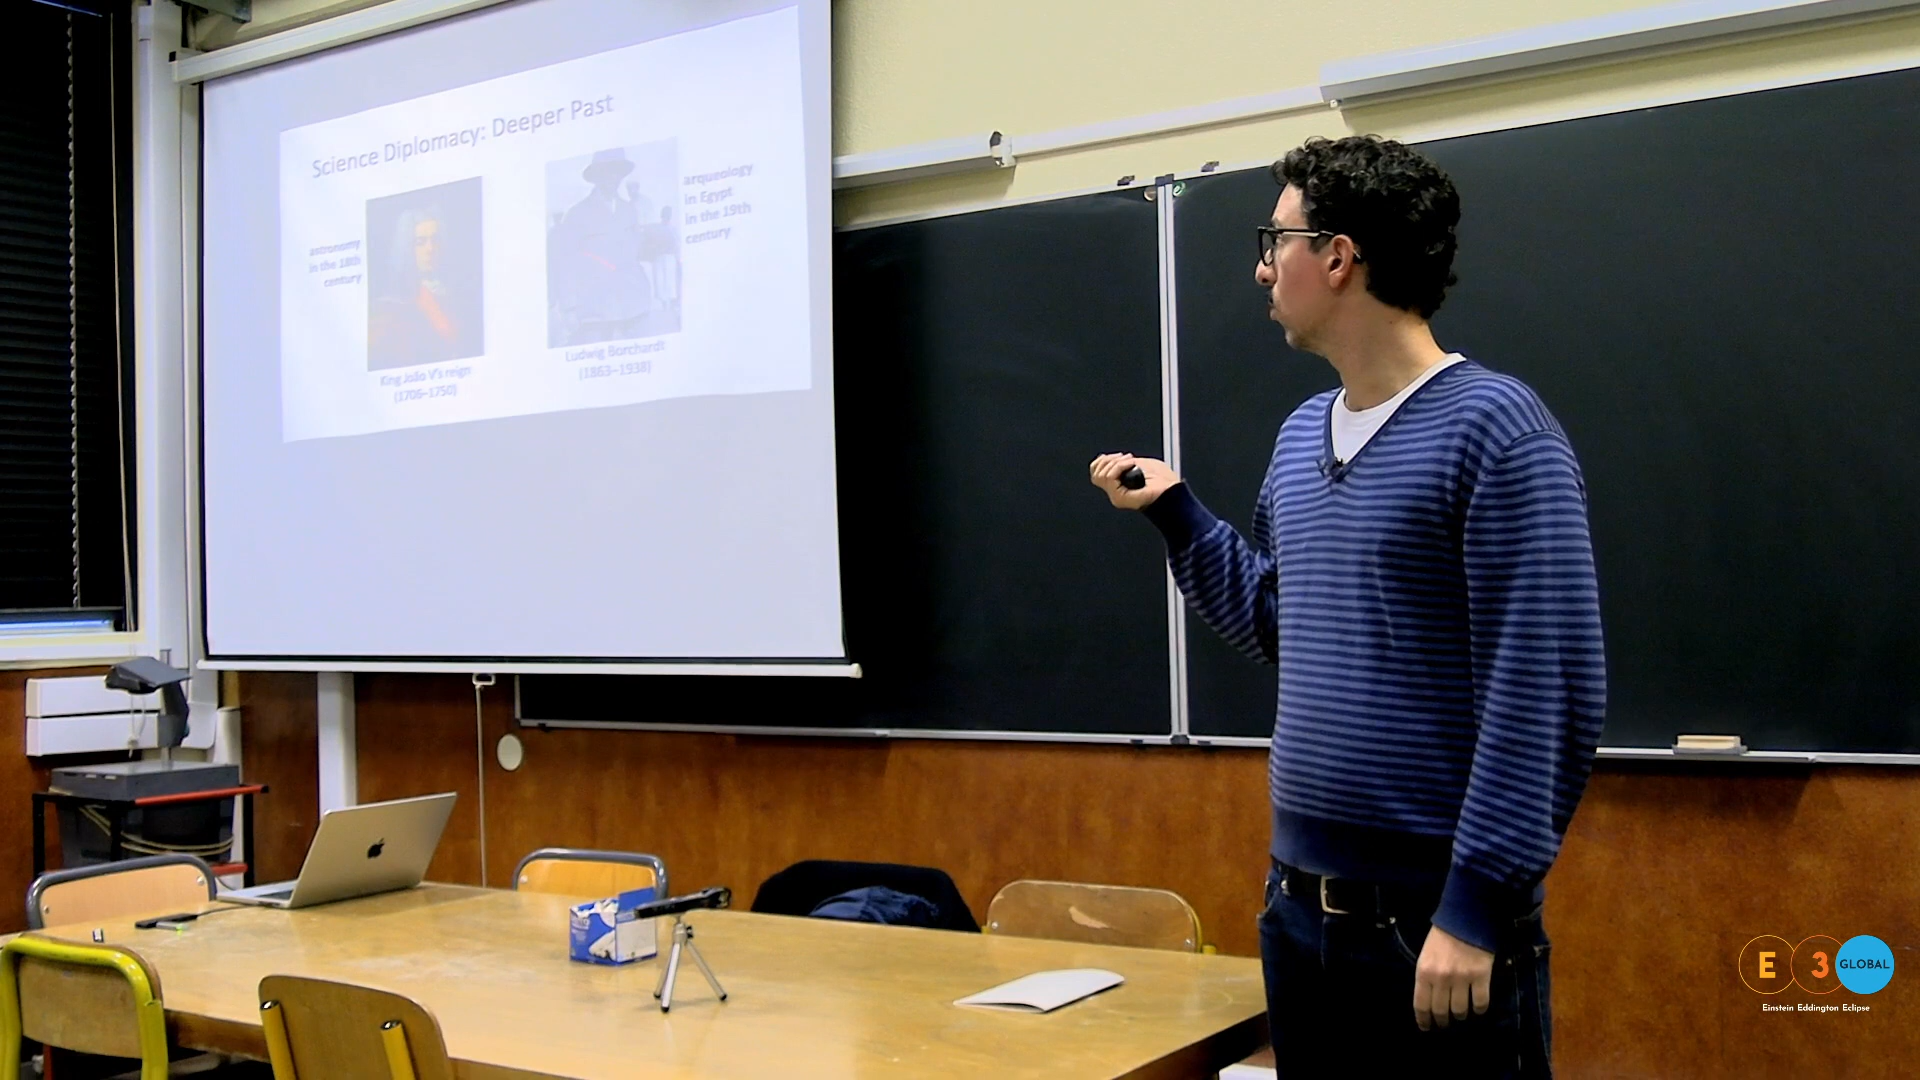 Science Diplomacy: Deeper Past
astronomy
in the 18th
century
King João V's reign
(1706–1750)
arqueology
in Egypt
in the 19th
century
Ludwig Borchardt
(1863–1938)
E 3 GLOBAL
Einstein Eddington Eclipse